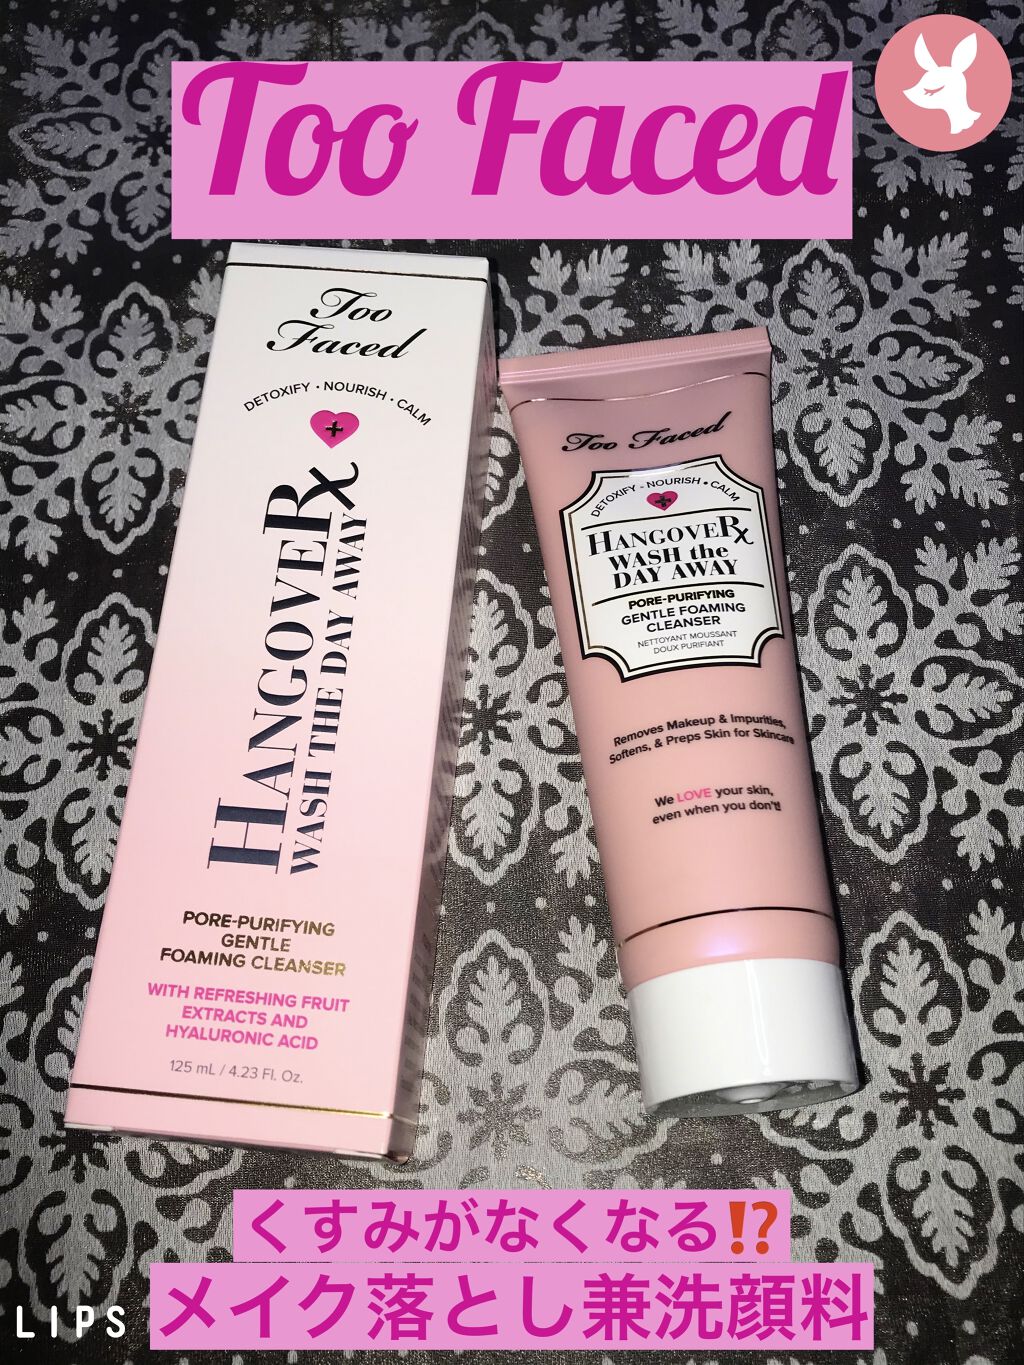 Too Faced
Too
Faced
DETOXIFY • NOURISH • CALM
HANGOVERx
WASH THE DAY AWAY
PORE-PURIFYING
GENTLE
FOAMING CLEANSER
WITH REFRESHING FRUIT
EXTRACTS AND
HYALURONIC ACID
125 mL / 4.23 Fl. Oz.
Too Faced
DETOXIFY • NOURISH • CALM
HANGOVERx
WASH the
DAY AWAY
PORE-PURIFYING
GENTLE FOAMING
CLEANSER
NETTOYANT MOUSSANT
DOUX PURIFIANT
Removes Makeup & Impurities,
Softens, & Preps Skin for Skincare
We LOVE your skin,
even when you don't!
くすみがなくなる⁉️
メイク落とし兼洗顔料
LIPS